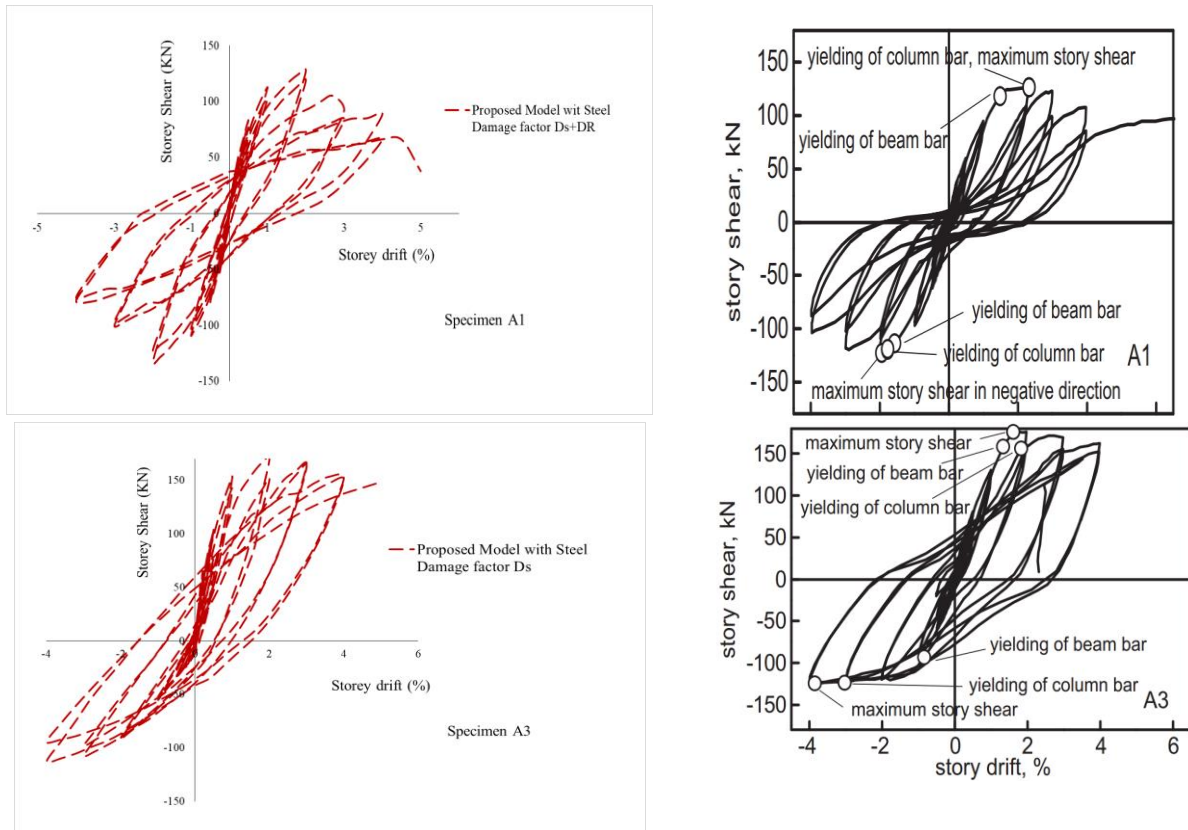 150
100
50
0
-50
-100
-150
-5
-3
-1
1
3
5
Storey Shear (KN)
Storey drift (%)
Proposed Model wit Steel
Damage factor Ds+DR
Specimen A1
150
100
50
0
-50
-100
-150
story shear, kN
yielding of column bar, maximum story shear
yielding of beam bar
yielding of beam bar
yielding of column bar
A1
maximum story shear in negative direction
150
100
50
0
-50
-100
-150
-4
-2
0
2
4
6
Storey Shear (KN)
Storey drift (%)
Proposed Model with Steel
Damage factor Ds
Specimen A3
150
100
50
0
-50
-100
-150
story shear, kN
maximum story shear
yielding of beam bar
yielding of column bar
yielding of beam bar
yielding of column bar
A3
maximum story shear
-4
-2
0
2
4
6
story drift, %